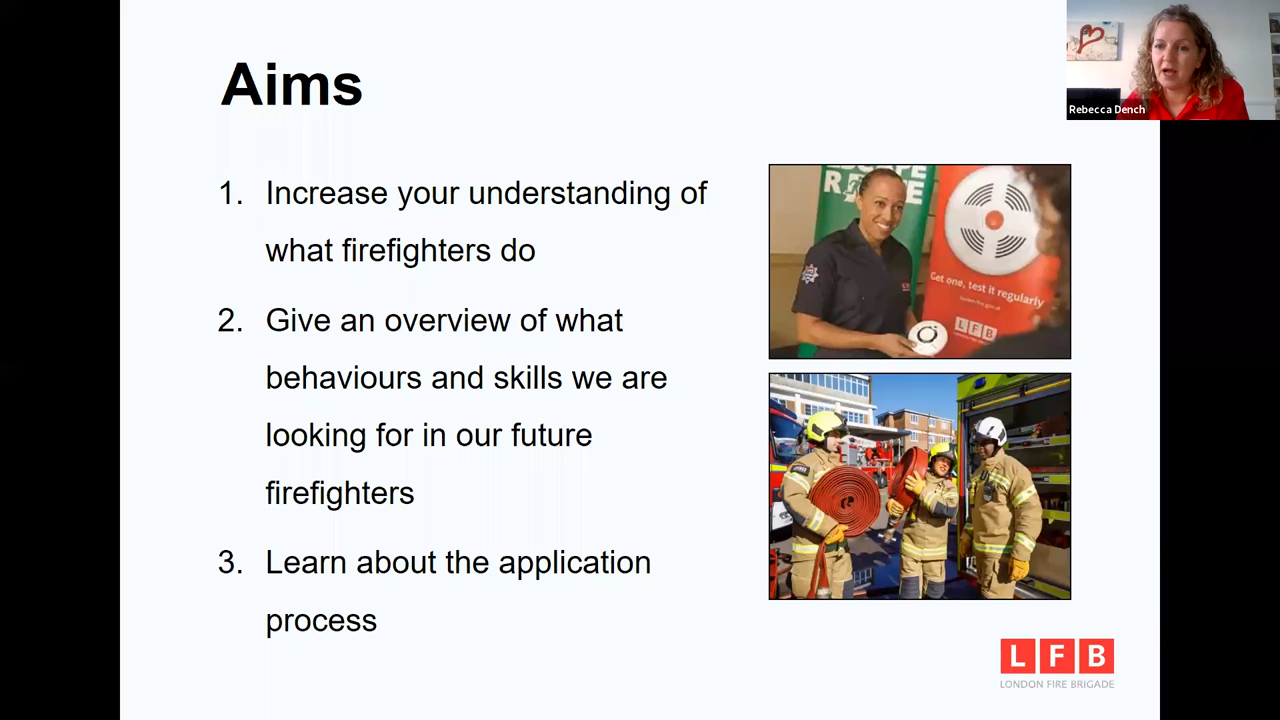 Aims
Rebecca Dench
1. Increase your understanding of
what firefighters do
2. Give an overview of what
behaviours and skills we are
looking for in our future
firefighters
3. Learn about the application
process
Get one, test it regularly
LFB
LFB
LONDON FIRE BRIGADE